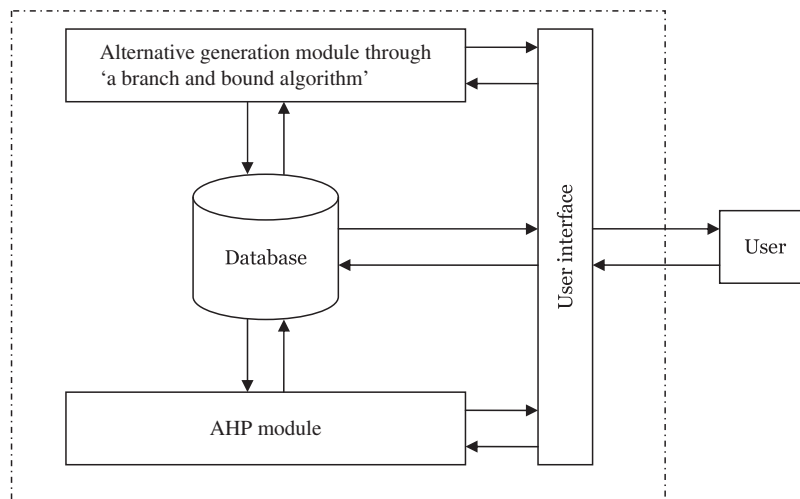 Alternative generation module through
‘a branch and bound algorithm’
Database
User interface
User
AHP module